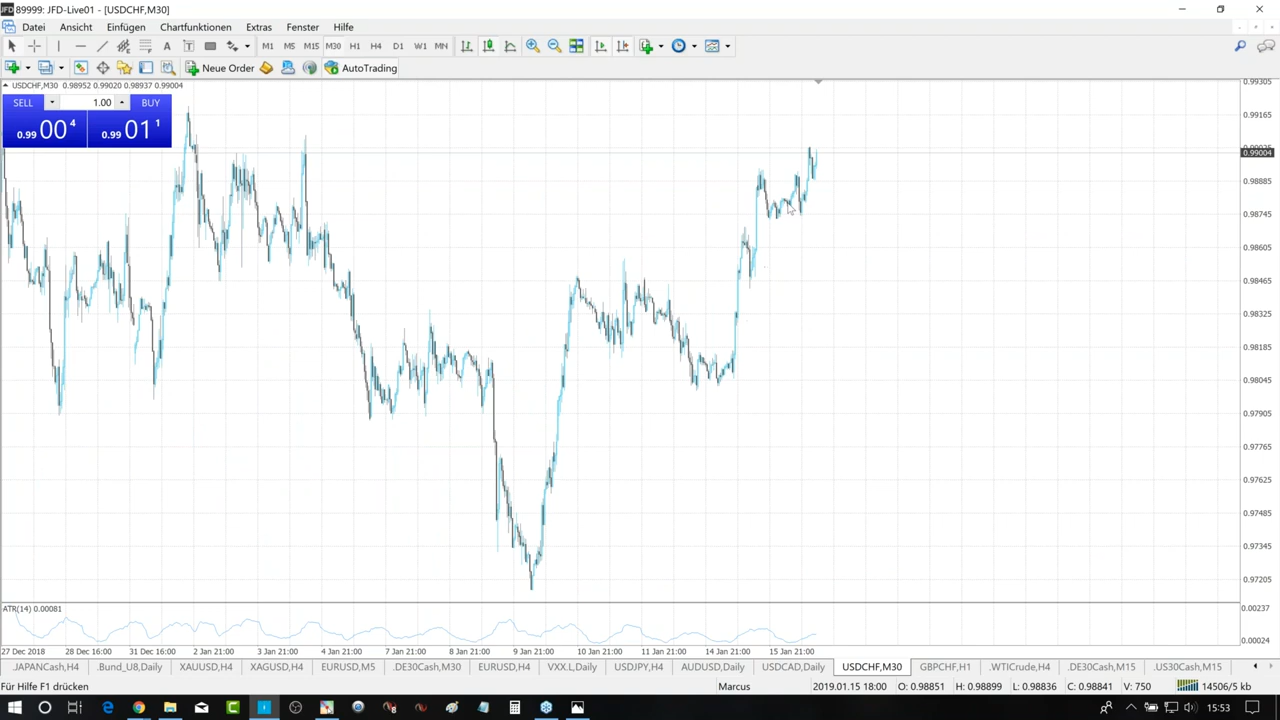 89999: JFD-Live01 - [USDCHF,M30]
Datei Ansicht Einfügen Chartfunktionen Extras Fenster Hilfe
M1 M5 M15 M30 H1 H4 D1 W1 MN
Neue Order AutoTrading
USDCHF,M30 0.98952 0.99020 0.98937 0.99004
SELL 1.00 BUY
0.99 00 4 0.99 01 1
0.99305
0.99165
0.99004
0.98885
0.98745
0.98605
0.98465
0.98325
0.98185
0.98045
0.97905
0.97765
0.97625
0.97485
0.97345
0.97205
ATR(14) 0.00081
0.00237
0.00024
27 Dec 2018 28 Dec 16:00 31 Dec 16:00 2 Jan 21:00 3 Jan 21:00 4 Jan 21:00 7 Jan 21:00 8 Jan 21:00 9 Jan 21:00 10 Jan 21:00 11 Jan 21:00 14 Jan 21:00 15 Jan 21:00
.JAPANCash,H4 .Bund_U8,Daily XAUUSD,H4 XAGUSD,H4 EURUSD,M5 .DE30Cash,M30 EURUSD,H4 VXX.L,Daily USDJPY,H4 AUDUSD,Daily USDCAD,Daily USDCHF,M30 GBPCHF,H1 .WTICrude,H4 .DE30Cash,M15 .US30Cash,M15
Für Hilfe F1 drücken Marcus 2019.01.15 18:00 O: 0.98851 H: 0.98899 L: 0.98836 C: 0.98841 V: 750 14506/5 kb
15:53